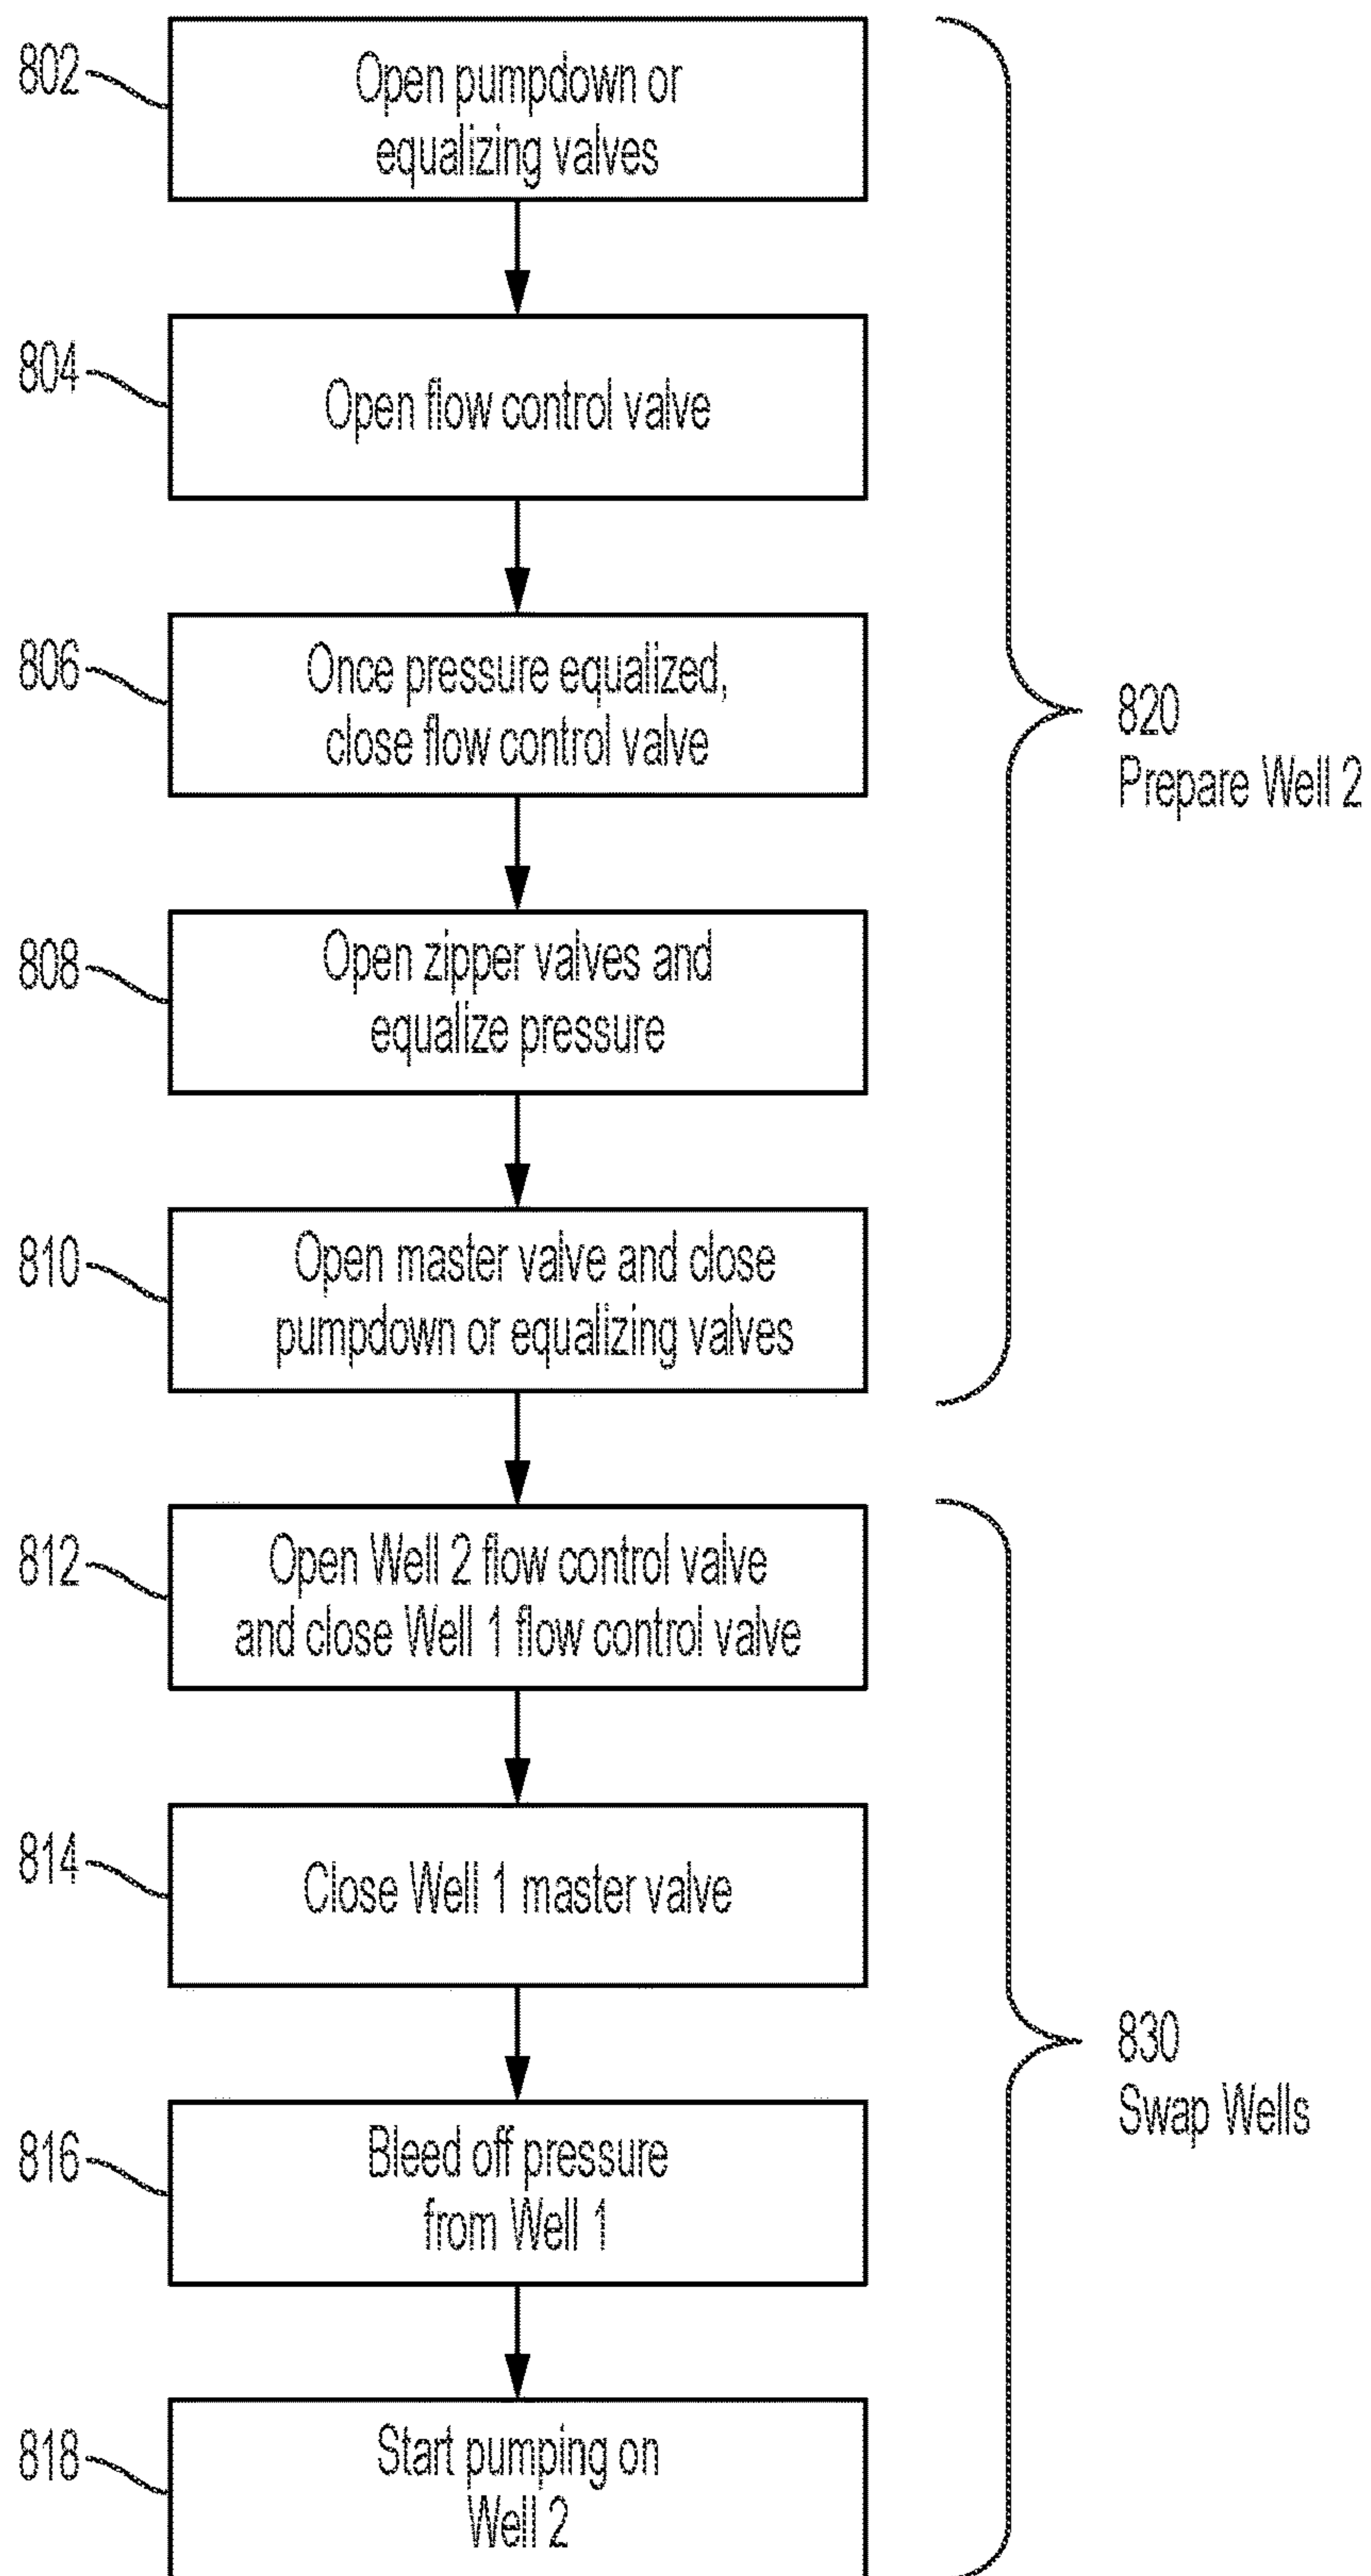 802
Open pumpdown or
equalizing valves
804
Open flow control valve
806
Once pressure equalized,
close flow control valve
820
Prepare Well 2
808
Open zipper valves and
equalize pressure
810
Open master valve and close
pumpdown or equalizing valves
812
Open Well 2 flow control valve
and close Well 1 flow control valve
814
Close Well 1 master valve
830
Swap Wells
816
Bleed off pressure
from Well 1
818
Start pumping on
Well 2